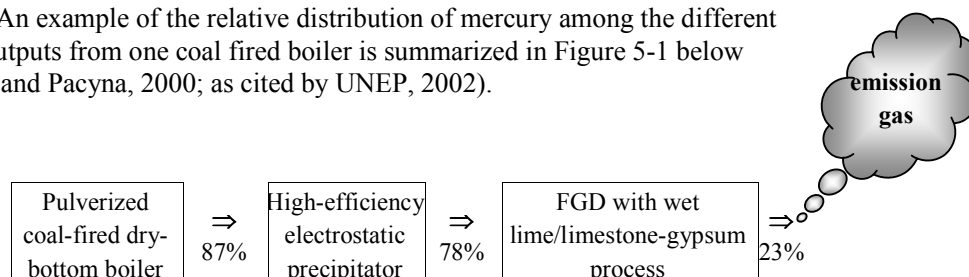 An example of the relative distribution of mercury among the different
utputs from one coal fired boiler is summarized in Figure 5-1 below
and Pacyna, 2000; as cited by UNEP, 2002).
emission
gas
Pulverized
coal-fired dry-
bottom boiler
⇒
87%
High-efficiency
electrostatic
precipitator
⇒
78%
FGD with wet
lime/limestone-gypsum
process
⇒
23%